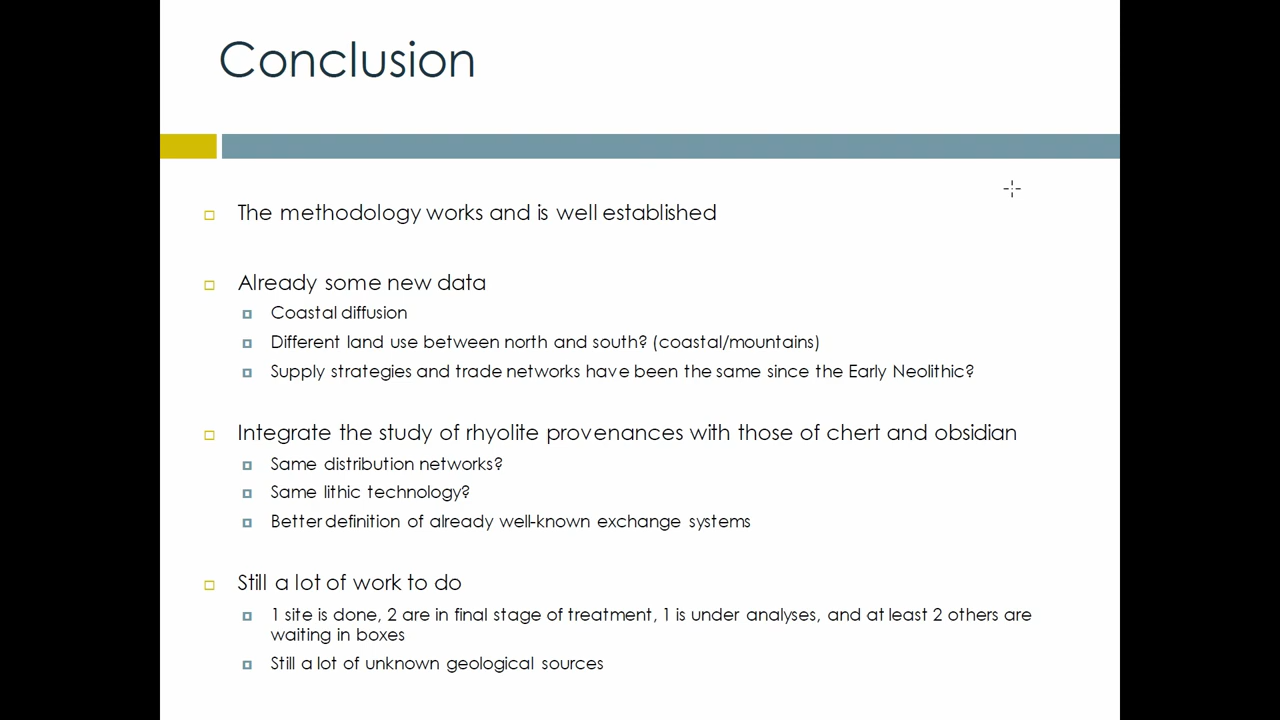 Conclusion
The methodology works and is well established
Already some new data
Coastal diffusion
Different land use between north and south? (coastal/mountains)
Supply strategies and trade networks have been the same since the Early Neolithic?
Integrate the study of rhyolite provenances with those of chert and obsidian
Same distribution networks?
Same lithic technology?
Better definition of already well-known exchange systems
Still a lot of work to do
1 site is done, 2 are in final stage of treatment, 1 is under analyses, and at least 2 others are
waiting in boxes
Still a lot of unknown geological sources